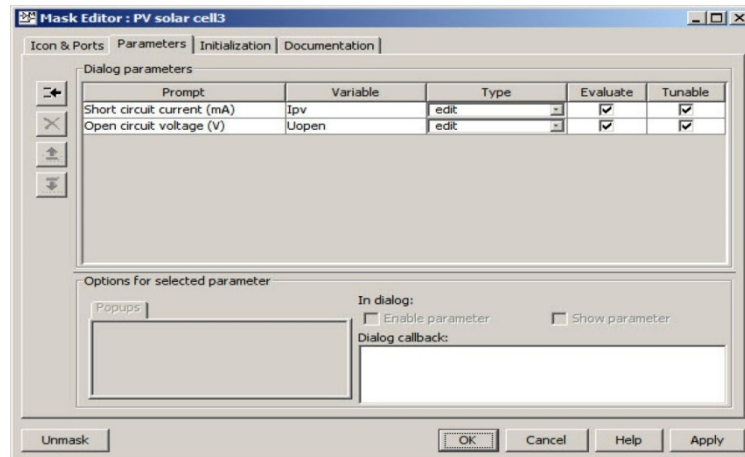 Mask Editor : PV solar cell3
Icon & Ports Parameters Initialization Documentation
Dialog parameters
Prompt Variable Type Evaluate Tunable
Short circuit current (mA) Ipv edit
Open circuit voltage (V) Uopen edit
Options for selected parameter
Popups
In dialog:
Enable parameter Show parameter
Dialog callback:
Unmask OK Cancel Help Apply